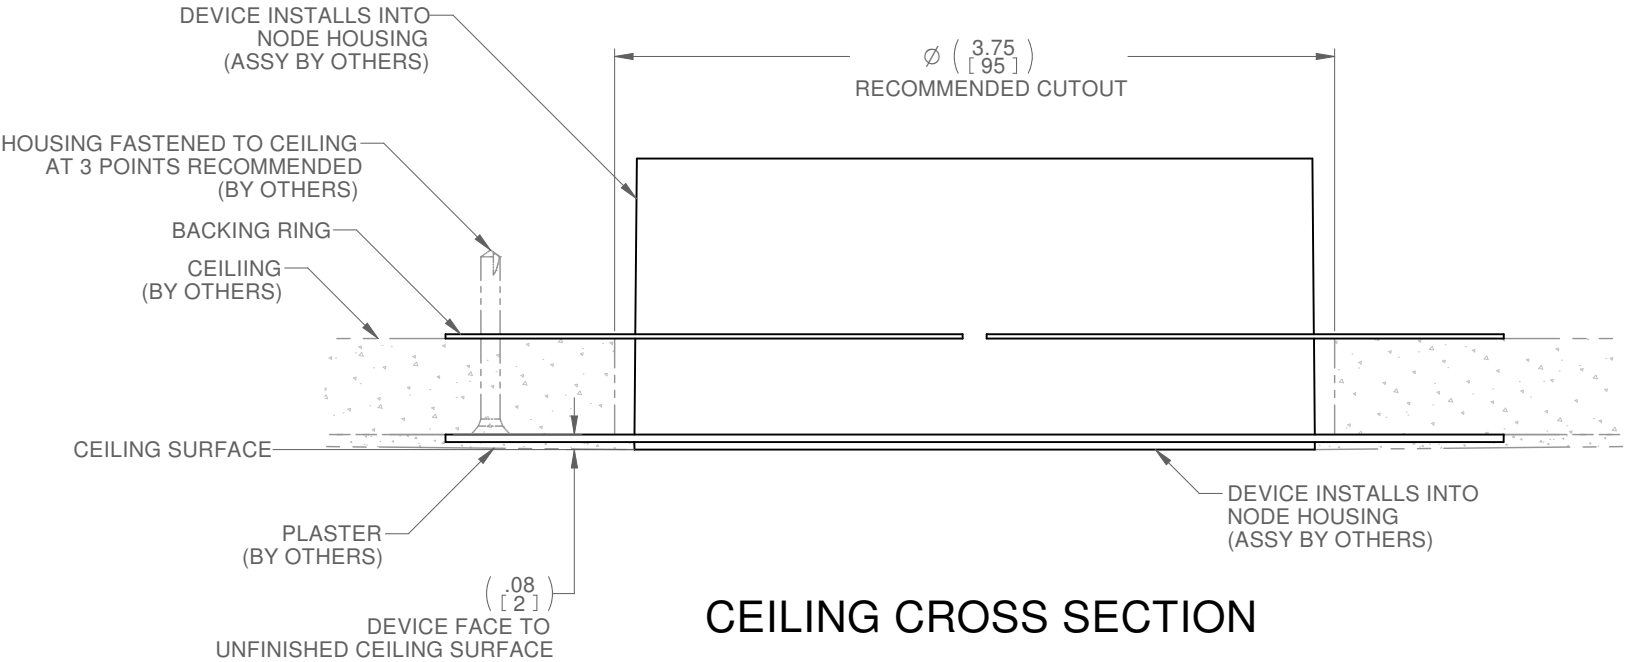 DEVICE INSTALLS INTO
NODE HOUSING
(ASSY BY OTHERS)
Ø ( 3.75
[ 95 ] )
RECOMMENDED CUTOUT
HOUSING FASTENED TO CEILING
AT 3 POINTS RECOMMENDED
(BY OTHERS)
BACKING RING
CEILIING
(BY OTHERS)
CEILING SURFACE
PLASTER
(BY OTHERS)
( .08
[ 2 ] )
DEVICE FACE TO
UNFINISHED CEILING SURFACE
DEVICE INSTALLS INTO
NODE HOUSING
(ASSY BY OTHERS)
CEILING CROSS SECTION